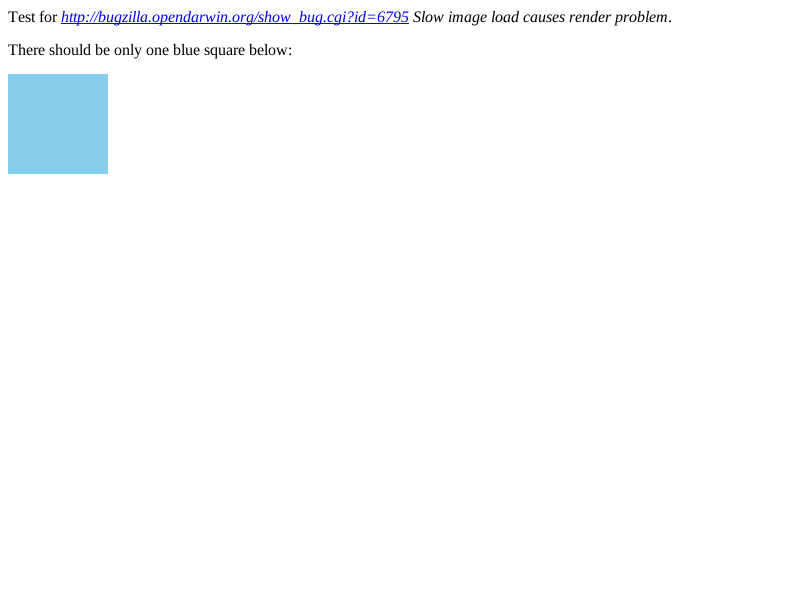 Test for http://bugzilla.opendarwin.org/show_bug.cgi?id=6795 Slow image load causes render problem.
There should be only one blue square below: